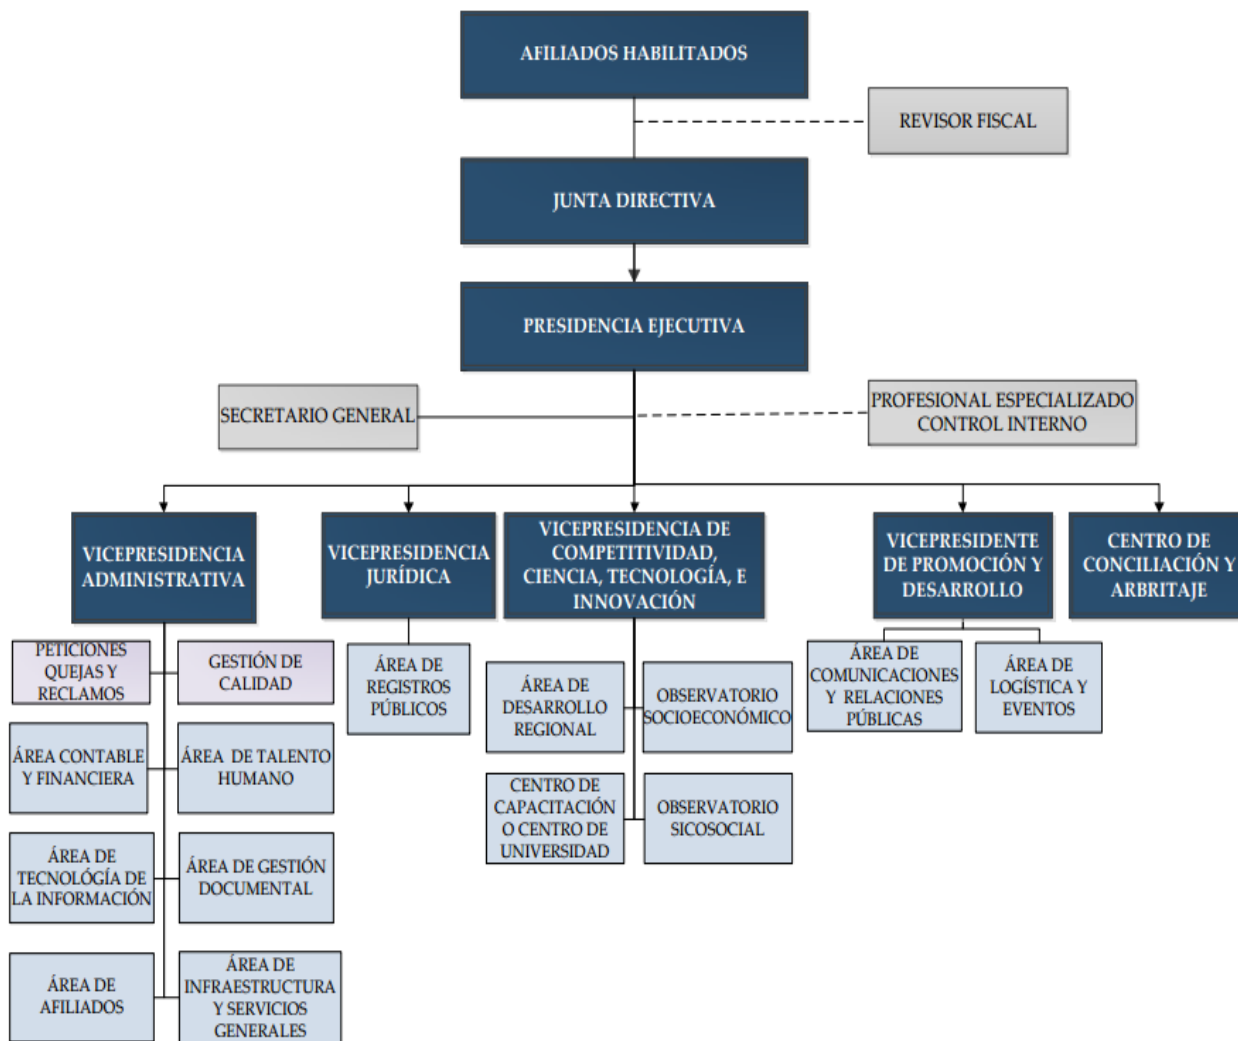 AFILIADOS HABILITADOS
REVISOR FISCAL
JUNTA DIRECTIVA
PRESIDENCIA EJECUTIVA
SECRETARIO GENERAL
PROFESIONAL ESPECIALIZADO
CONTROL INTERNO
VICEPRESIDENCIA
ADMINISTRATIVA
VICEPRESIDENCIA
JURÍDICA
VICEPRESIDENCIA DE
COMPETITIVIDAD,
CIENCIA, TECNOLOGÍA, E
INNOVACIÓN
VICEPRESIDENTE
DE PROMOCIÓN Y
DESARROLLO
CENTRO DE
CONCILIACIÓN Y
ARBRITAJE
PETICIONES
QUEJAS Y
RECLAMOS
GESTIÓN DE
CALIDAD
ÁREA DE
REGISTROS
PÚBLICOS
ÁREA DE
DESARROLLO
REGIONAL
OBSERVATORIO
SOCIOECONÓMICO
ÁREA DE
COMUNICACIONES
Y RELACIONES
PÚBLICAS
ÁREA DE
LOGÍSTICA Y
EVENTOS
ÁREA CONTABLE
Y FINANCIERA
ÁREA DE TALENTO
HUMANO
CENTRO DE
CAPACITACIÓN
O CENTRO DE
UNIVERSIDAD
OBSERVATORIO
SICOSOCIAL
ÁREA DE
TECNOLÓGÍA DE
LA INFORMACIÓN
ÁREA DE GESTIÓN
DOCUMENTAL
ÁREA DE
AFILIADOS
ÁREA DE
INFRAESTRUCTURA
Y SERVICIOS
GENERALES